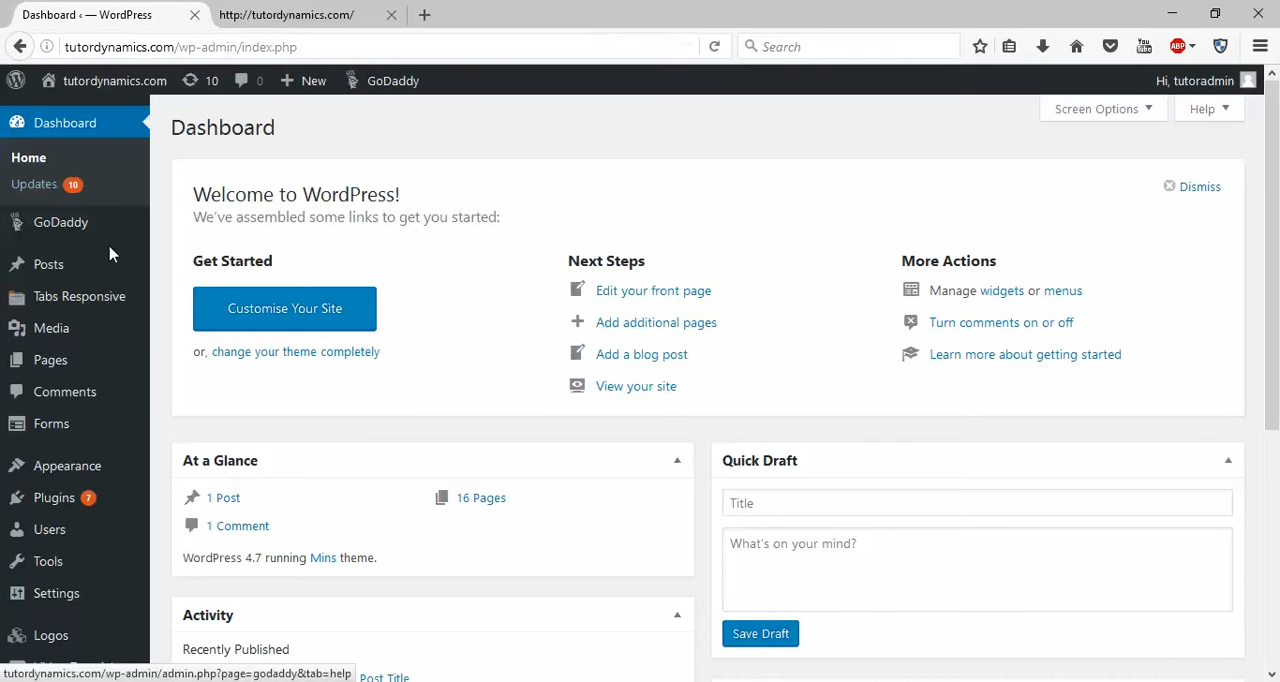 Dashboard ‹ — WordPress
http://tutordynamics.com/
tutordynamics.com/wp-admin/index.php
Search
You Tube
ABP
tutordynamics.com
10
0
New
GoDaddy
Hi, tutoradmin
Dashboard
Home
Updates 10
GoDaddy
Posts
Tabs Responsive
Media
Pages
Comments
Forms
Appearance
Plugins 7
Users
Tools
Settings
Logos
Dashboard
Screen Options
Help
Welcome to WordPress!
We've assembled some links to get you started:
Dismiss
Get Started
Customise Your Site
or, change your theme completely
Next Steps
Edit your front page
Add additional pages
Add a blog post
View your site
More Actions
Manage widgets or menus
Turn comments on or off
Learn more about getting started
At a Glance
1 Post
16 Pages
1 Comment
WordPress 4.7 running Mins theme.
Activity
Recently Published
Post Title
Quick Draft
Title
What's on your mind?
Save Draft
tutordynamics.com/wp-admin/admin.php?page=godaddy&tab=help